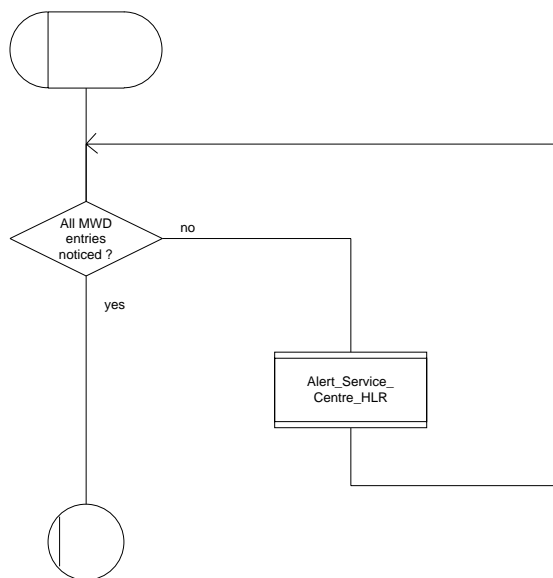 All MWD
entries
noticed ?
no
yes
Alert_Service_
Centre_HLR